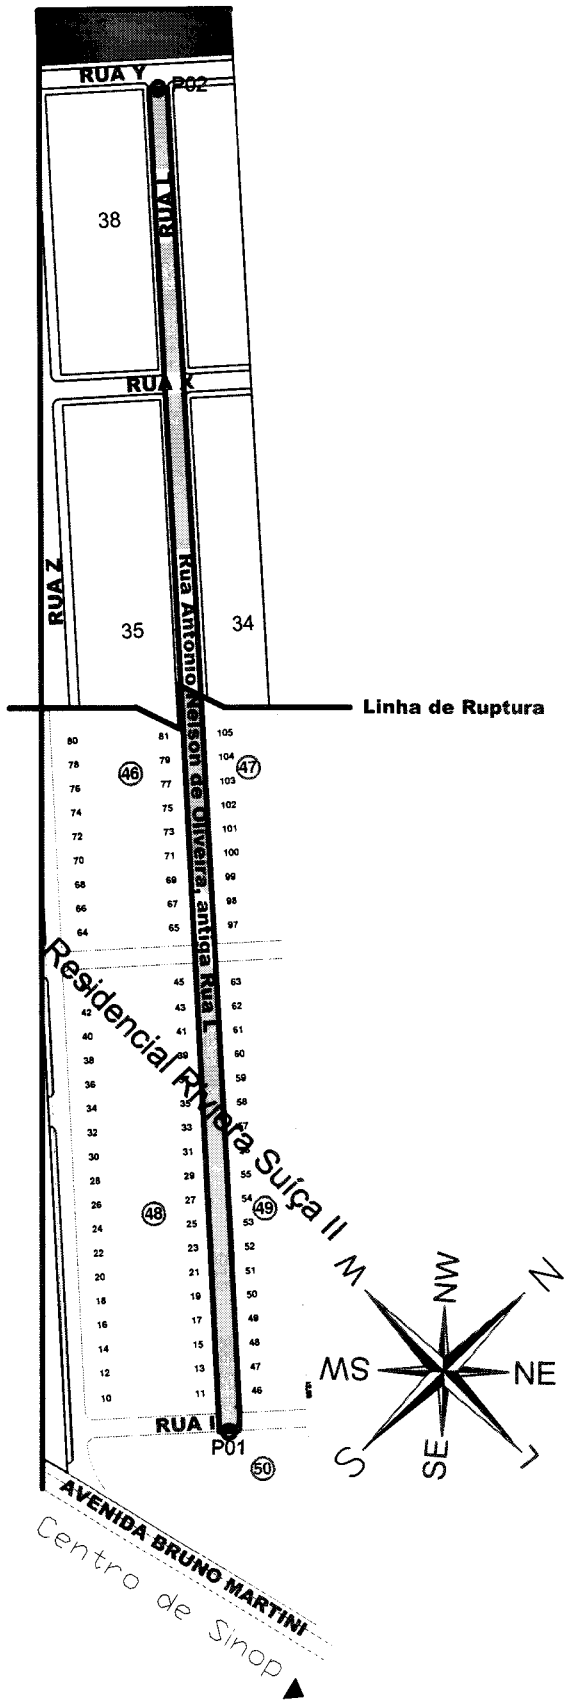 RUA Y
P02
RUA L
38
RUA X
RUA Z
Rua Antonio Nelson de Oliveira, antiga Rua L
35
34
Linha de Ruptura
80 81 105
78 79 104
46 47
76 77 103
74 75 102
72 73 101
70 71 100
68 69 99
66 67 98
64 65 97
Residencial Riviera Suíça II
45 63
42 43 62
40 41 61
38 39 60
36 59
34 35 58
32 33 57
30 31
28 29 55
26 27 54
48 49
24 25 53
22 23 52
20 21 51
18 19 50
16 17 49
14 15 48
12 13 47
10 11 46
W
NW
N
WS
NE
S
SE
L
RUA I
P01
50
AVENIDA BRUNO MARTINI
Centro de Sinop